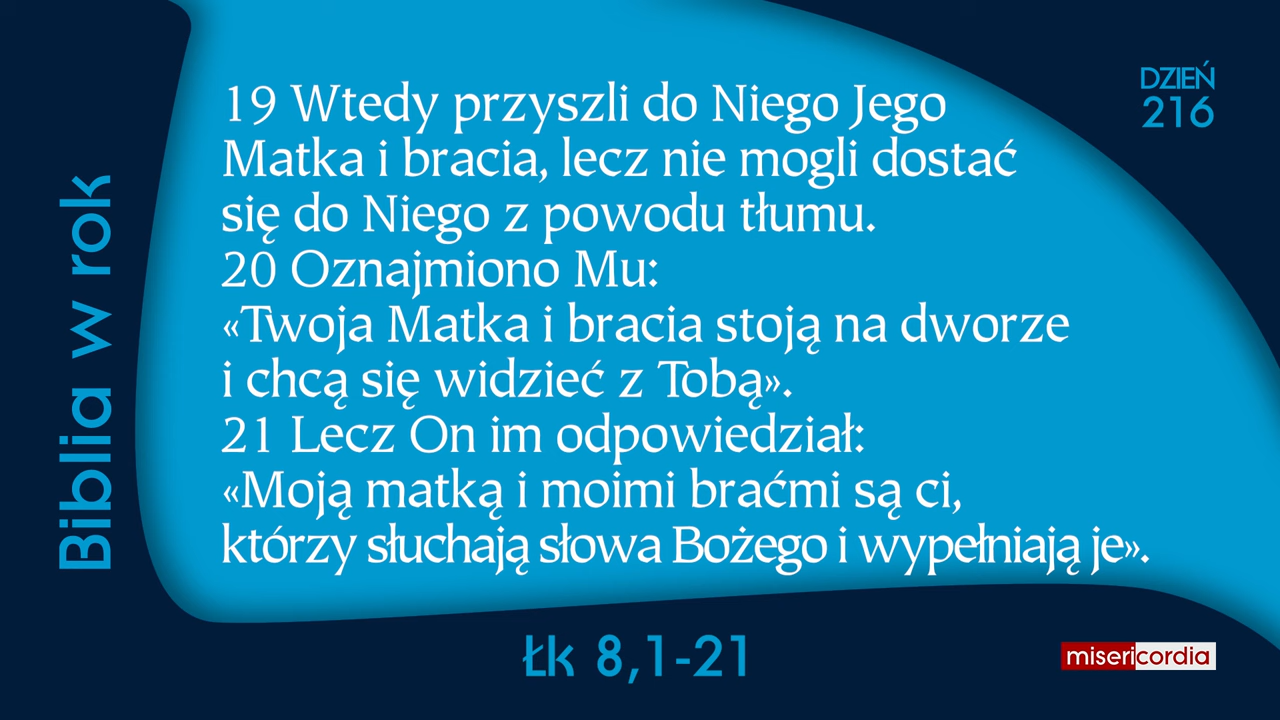 DZIEŃ
216
19 Wtedy przyszli do Niego Jego
Matka i bracia, lecz nie mogli dostać
się do Niego z powodu tłumu.
20 Oznajmiono Mu:
«Twoja Matka i bracia stoją na dworze
i chcą się widzieć z Tobą».
21 Lecz On im odpowiedział:
«Moją matką i moimi braćmi są ci,
którzy słuchają słowa Bożego i wypełniają je».
Biblia w rok
Łk 8,1-21
misericordia